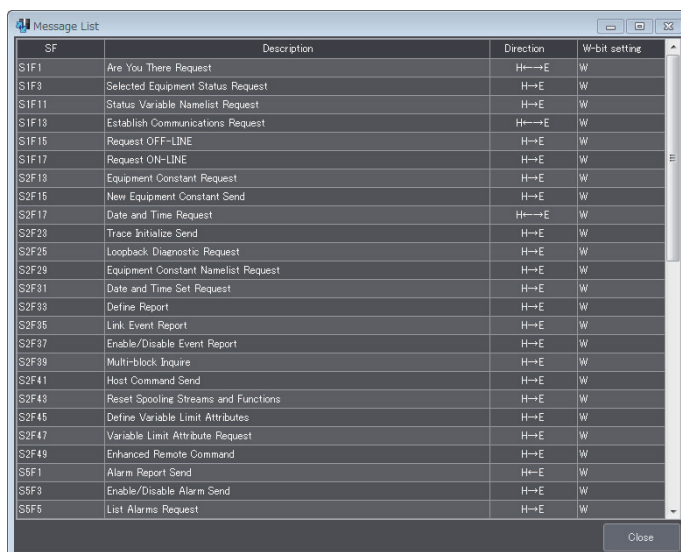 Message List
SF Description Direction W-bit setting
S1F1 Are You There Request H←→E W
S1F3 Selected Equipment Status Request H→E W
S1F11 Status Variable Namelist Request H→E W
S1F13 Establish Communications Request H←→E W
S1F15 Request OFF-LINE H→E W
S1F17 Request ON-LINE H→E W
S2F13 Equipment Constant Request H→E W
S2F15 New Equipment Constant Send H→E W
S2F17 Date and Time Request H←→E W
S2F23 Trace Initialize Send H→E W
S2F25 Loopback Diagnostic Request H→E W
S2F29 Equipment Constant Namelist Request H→E W
S2F31 Date and Time Set Request H→E W
S2F33 Define Report H→E W
S2F35 Link Event Report H→E W
S2F37 Enable/Disable Event Report H→E W
S2F39 Multi-block Inquire H→E W
S2F41 Host Command Send H→E W
S2F43 Reset Spooling Streams and Functions H→E W
S2F45 Define Variable Limit Attributes H→E W
S2F47 Variable Limit Attribute Request H→E W
S2F49 Enhanced Remote Command H→E W
S5F1 Alarm Report Send H←E W
S5F3 Enable/Disable Alarm Send H→E W
S5F5 List Alarms Request H→E W
Close